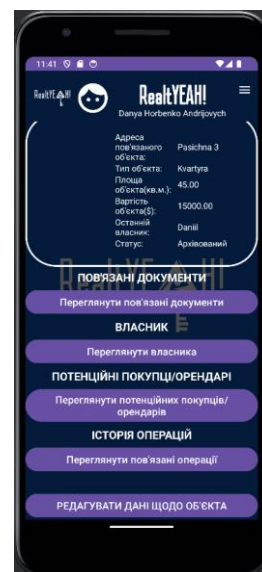 11:41
RealtYEAH!
RealtYEAH!
Danya Horbenko Andrijovych
Адреса
пов'язаного
об'єкта:
Pasichna 3
Тип об'єкта:
Kvartyra
Площа
об'єкта(кв.м.):
45.00
Вартість
об'єкта($):
15000.00
Останній
власник:
Daniil
Статус:
Архівований
ПОВ'ЯЗАНІ ДОКУМЕНТИ
Переглянути пов'язані документи
ВЛАСНИК
Переглянути власника
ПОТЕНЦІЙНІ ПОКУПЦІ/ОРЕНДАРІ
Переглянути потенційних покупців/
орендарів
ІСТОРІЯ ОПЕРАЦІЙ
Переглянути пов'язані операції
РЕДАГУВАТИ ДАНІ ЩОДО ОБ'ЄКТА